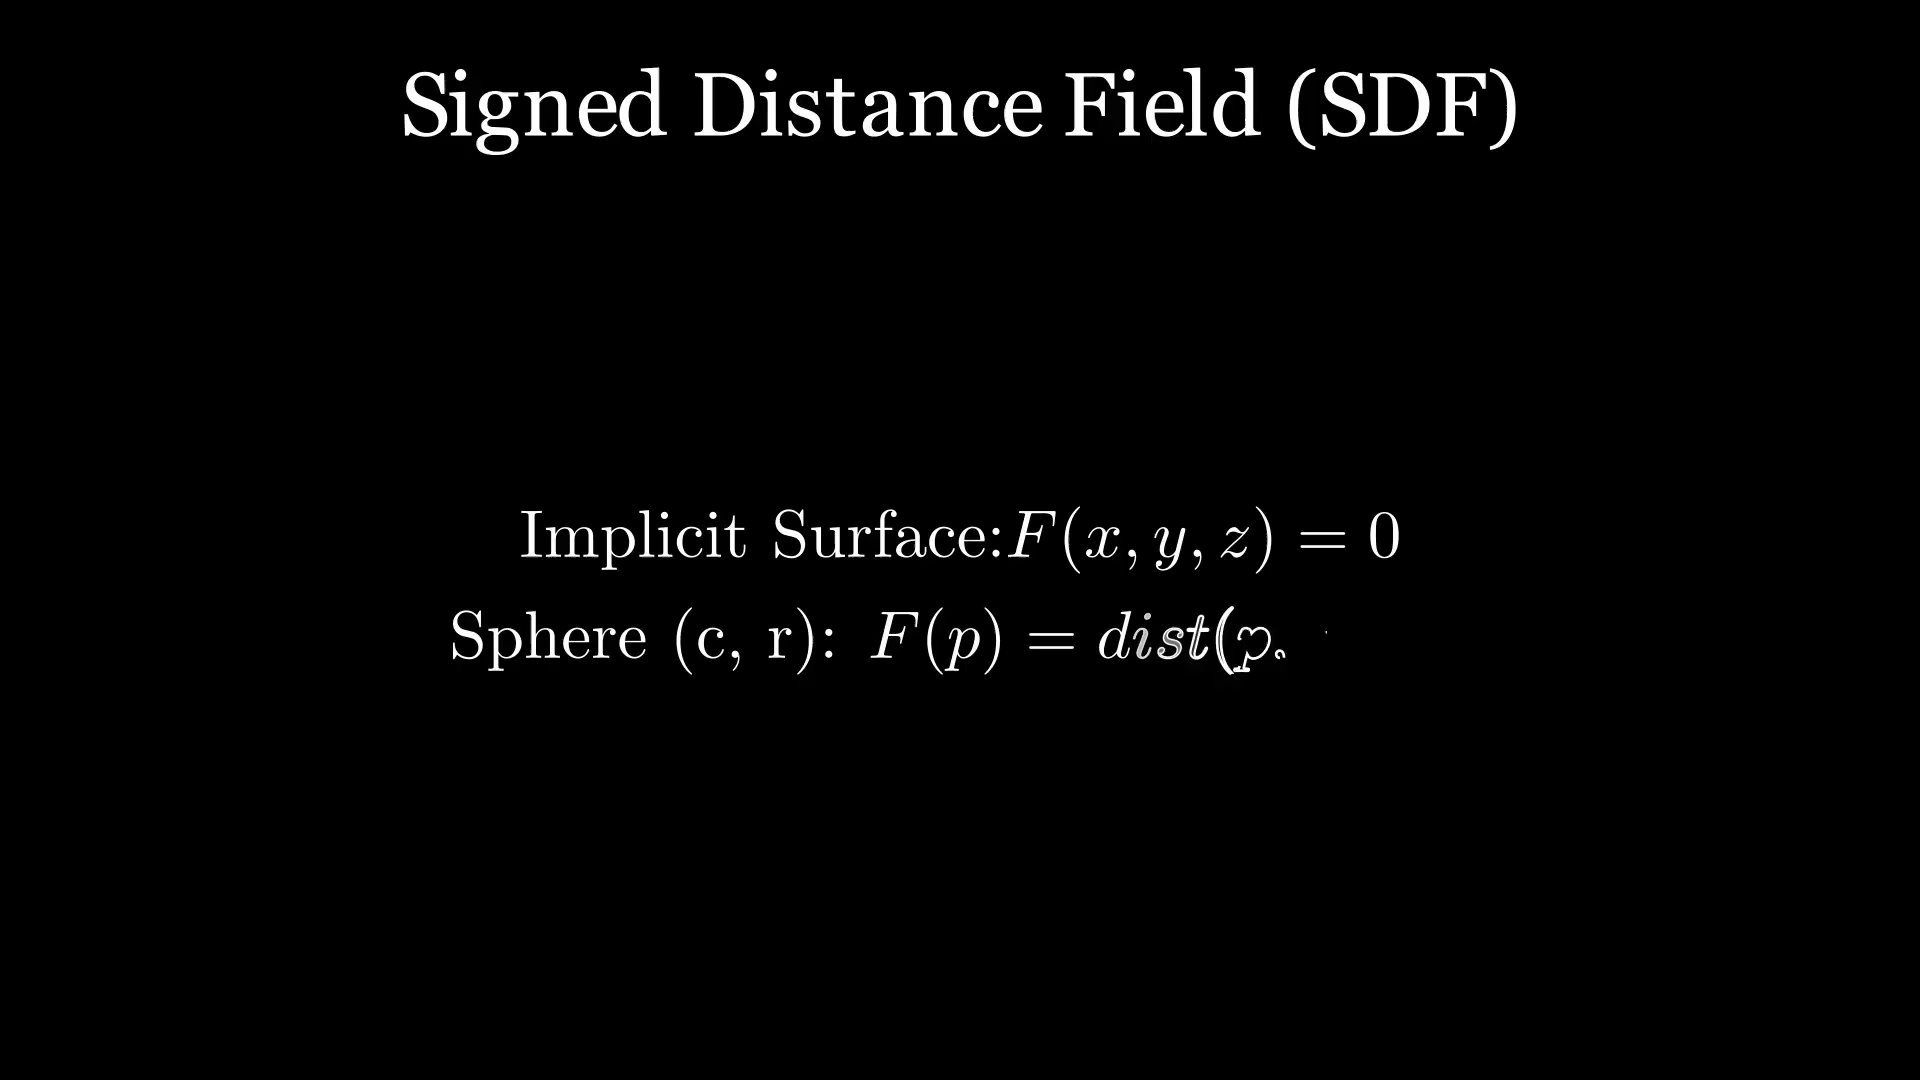 Signed Distance Field (SDF)
Implicit Surface:F(x, y, z) = 0
Sphere (c, r): F(p) = dist(p,